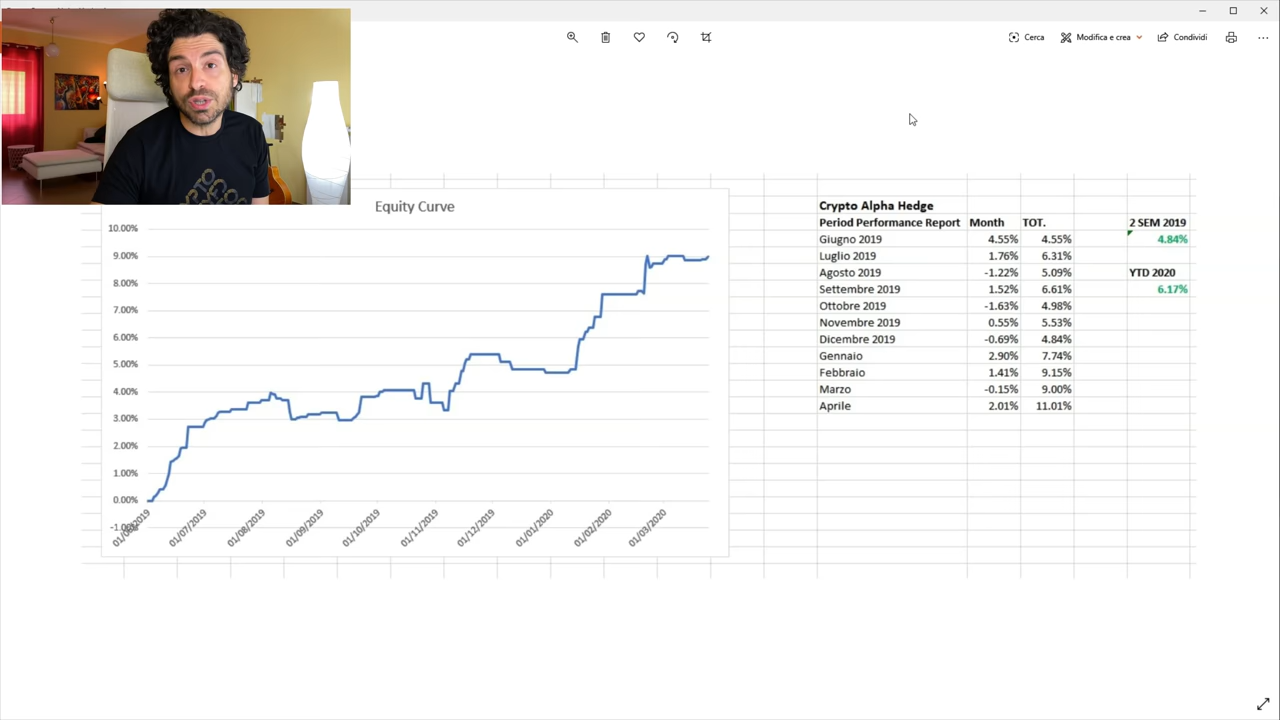 Cerca
Modifica e crea
Condividi
Equity Curve
10.00%
9.00%
8.00%
7.00%
6.00%
5.00%
4.00%
3.00%
2.00%
1.00%
0.00%
01/07/2019
01/08/2019
01/09/2019
01/10/2019
01/11/2019
01/12/2019
01/01/2020
01/02/2020
01/03/2020
Crypto Alpha Hedge
Period Performance Report Month TOT.
Giugno 2019 4.55% 4.55%
Luglio 2019 1.76% 6.31%
Agosto 2019 -1.22% 5.09%
Settembre 2019 1.52% 6.61%
Ottobre 2019 -1.63% 4.98%
Novembre 2019 0.55% 5.53%
Dicembre 2019 -0.69% 4.84%
Gennaio 2.90% 7.74%
Febbraio 1.41% 9.15%
Marzo -0.15% 9.00%
Aprile 2.01% 11.01%
2 SEM 2019
4.84%
YTD 2020
6.17%